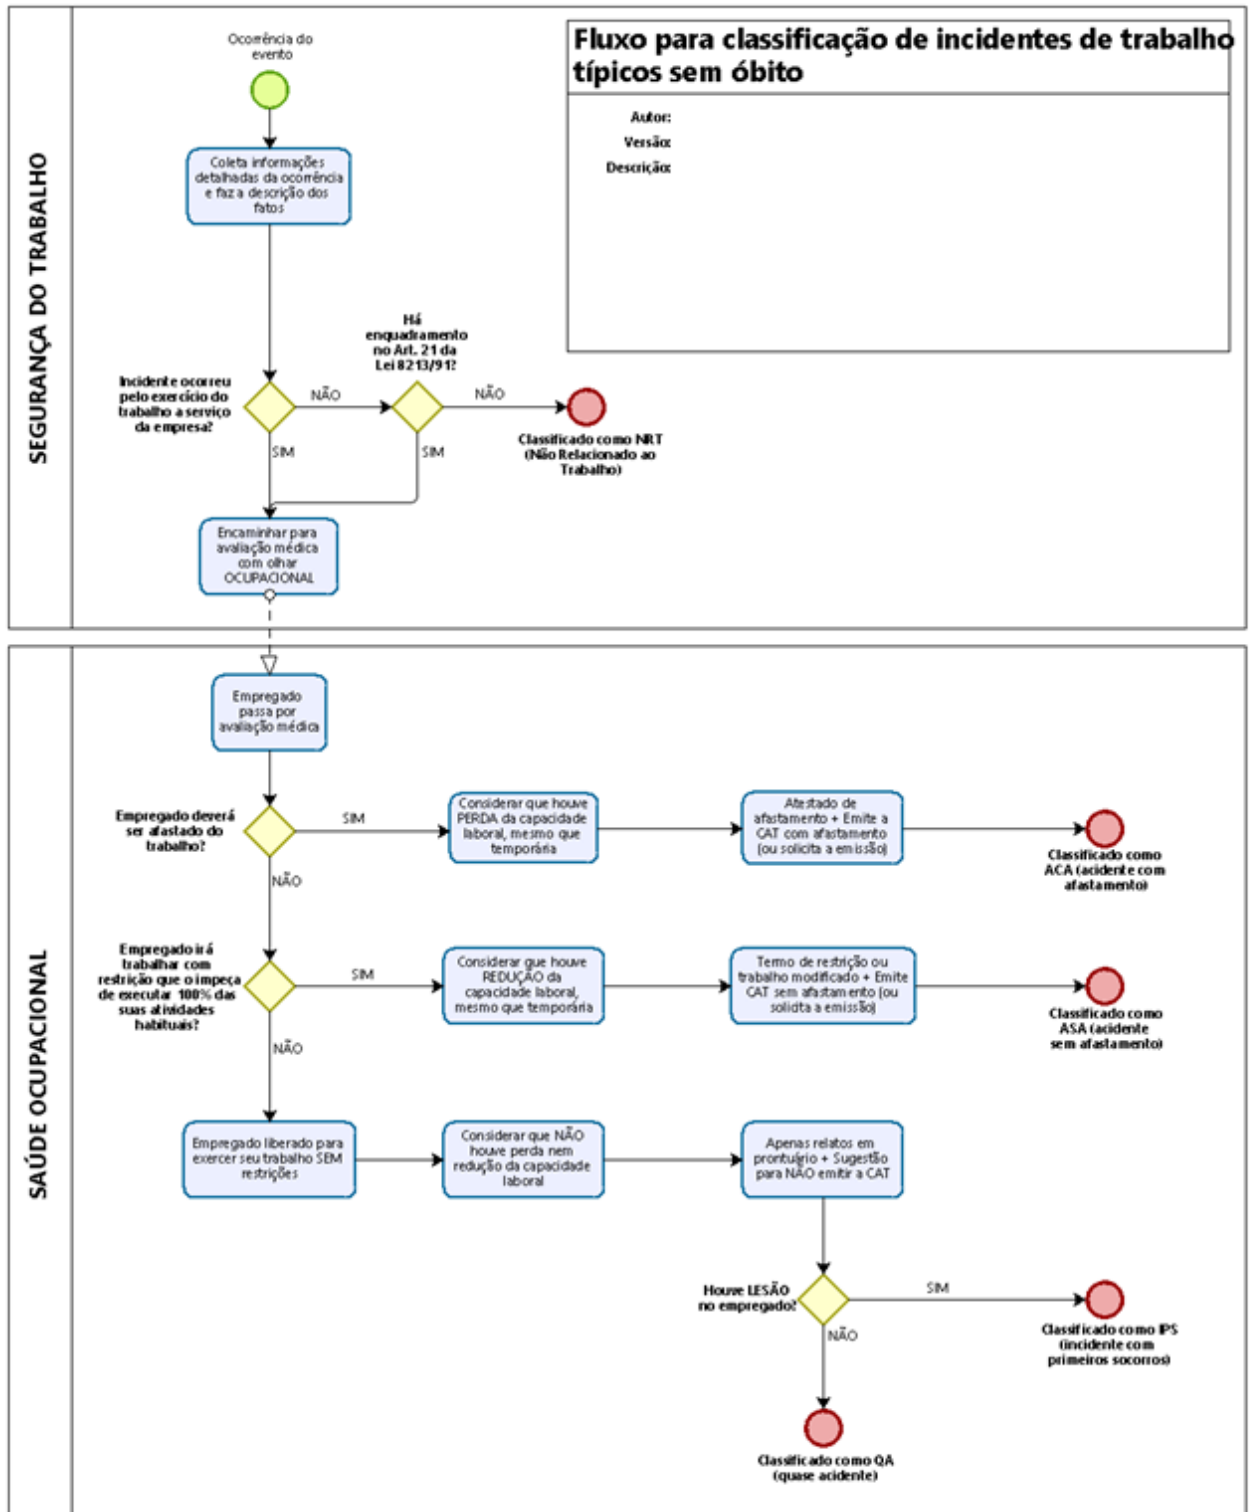 Fluxo para classificação de incidentes de trabalho
típicos sem óbito
Autor:
Versão:
Descrição:
SEGURANÇA DO TRABALHO
Ocorrência do
evento
Coleta informações
detalhadas da ocorrência
e faz a descrição dos
fatos
Incidente ocorreu
pelo exercício do
trabalho a serviço
da empresa?
NÃO
SIM
Há
enquadramento
no Art. 21 da
Lei 8213/91?
NÃO
SIM
Classificado como NRT
(Não Relacionado ao
Trabalho)
Encaminhar para
avaliação médica
com olhar
OCUPACIONAL
SAÚDE OCUPACIONAL
Empregado
passa por
avaliação médica
Empregado deverá
ser afastado do
trabalho?
SIM
NÃO
Considerar que houve
PERDA da capacidade
laboral, mesmo que
temporária
Atestado de
afastamento + Emite a
CAT com afastamento
(ou solicita a emissão)
Classificado como
ACA (acidente com
afastamento)
Empregado irá
trabalhar com
restrição que o impeça
de executar 100% das
suas atividades
habituais?
SIM
NÃO
Considerar que houve
REDUÇÃO da
capacidade laboral,
mesmo que temporária
Termo de restrição ou
trabalho modificado + Emite
CAT sem afastamento (ou
solicita a emissão)
Classificado como
ASA (acidente
sem afastamento)
Empregado liberado para
exercer seu trabalho SEM
restrições
Considerar que NÃO
houve perda nem
redução da capacidade
laboral
Apenas relatos em
prontuário + Sugestão
para NÃO emitir a CAT
Houve LESÃO
no empregado?
SIM
NÃO
Classificado como IPS
(incidente com
primeiros socorros)
Classificado como QA
(quase acidente)